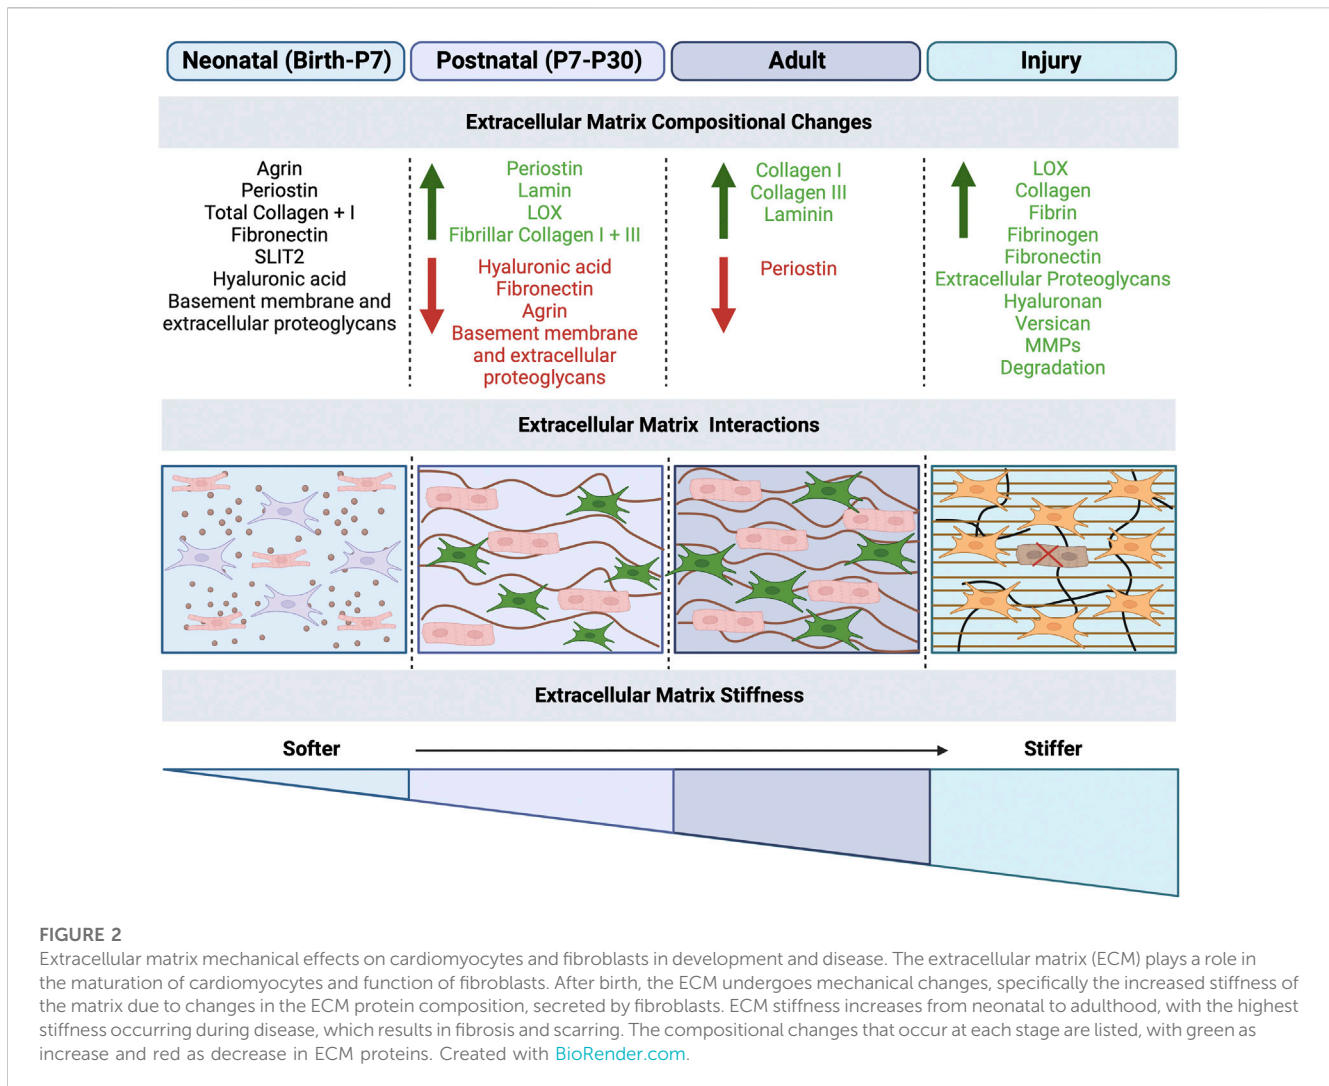 Neonatal (Birth-P7)
Postnatal (P7-P30)
Adult
Injury
Extracellular Matrix Compositional Changes
Agrin
Periostin
Total Collagen + I
Fibronectin
SLIT2
Hyaluronic acid
Basement membrane and
extracellular proteoglycans
Periostin
Lamin
LOX
Fibrillar Collagen I + III
Hyaluronic acid
Fibronectin
Agrin
Basement membrane
and extracellular
proteoglycans
Collagen I
Collagen III
Laminin
Periostin
LOX
Collagen
Fibrin
Fibrinogen
Fibronectin
Extracellular Proteoglycans
Hyaluronan
Versican
MMPs
Degradation
Extracellular Matrix Interactions
Extracellular Matrix Stiffness
Softer
Stiffer
FIGURE 2
Extracellular matrix mechanical effects on cardiomyocytes and fibroblasts in development and disease. The extracellular matrix (ECM) plays a role in
the maturation of cardiomyocytes and function of fibroblasts. After birth, the ECM undergoes mechanical changes, specifically the increased stiffness of
the matrix due to changes in the ECM protein composition, secreted by fibroblasts. ECM stiffness increases from neonatal to adulthood, with the highest
stiffness occurring during disease, which results in fibrosis and scarring. The compositional changes that occur at each stage are listed, with green as
increase and red as decrease in ECM proteins. Created with BioRender.com.